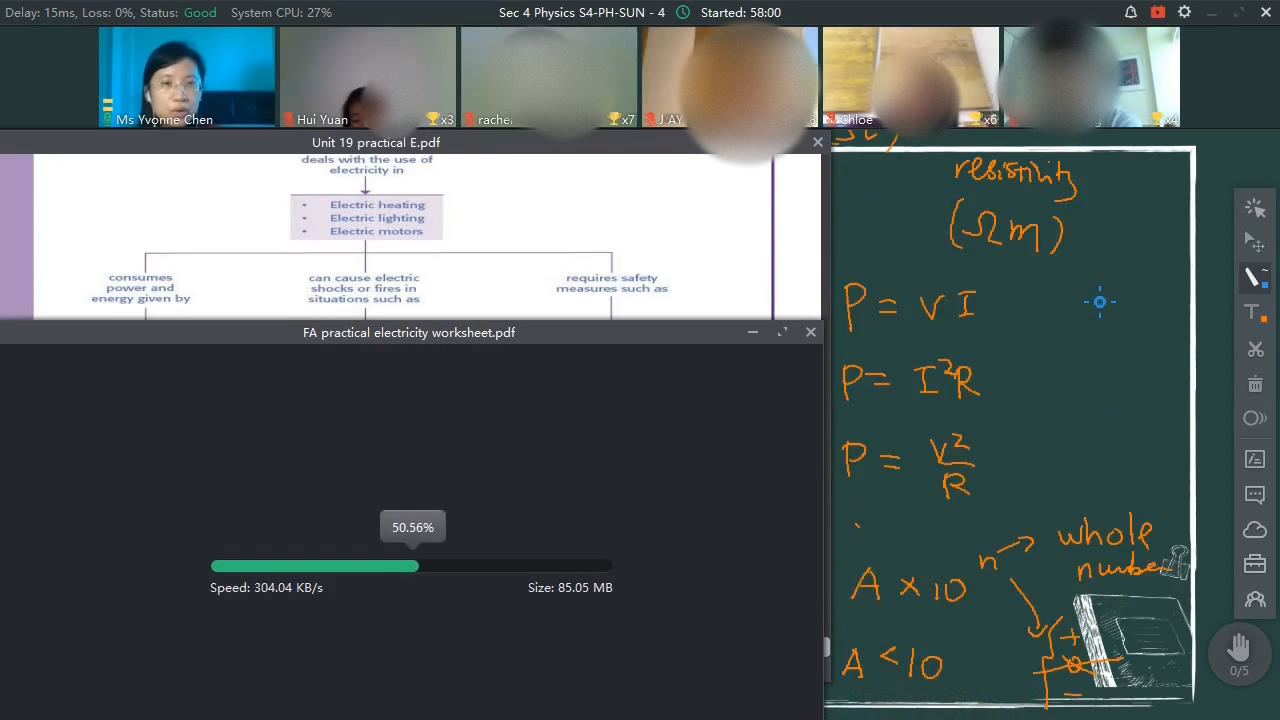 Delay: 15ms, Loss: 0%, Status: Good System CPU: 27%
Sec 4 Physics S4-PH-SUN - 4 Started: 58:00
Ms Yvonne Chen
Hui Yuan x3
rache x7
J AY
Chloe x6
x4
Unit 19 practical E.pdf
deals with the use of
electricity in
• Electric heating
• Electric lighting
• Electric motors
consumes
power and
energy given by
can cause electric
shocks or fires in
situations such as
requires safety
measures such as
FA practical electricity worksheet.pdf
50.56%
Speed: 304.04 KB/s Size: 85.05 MB
resistivity
(Ωm)
P = VI
P = I²R
P = V²/R
A × 10ⁿ → whole
number
A < 10
+
0
−
0/5